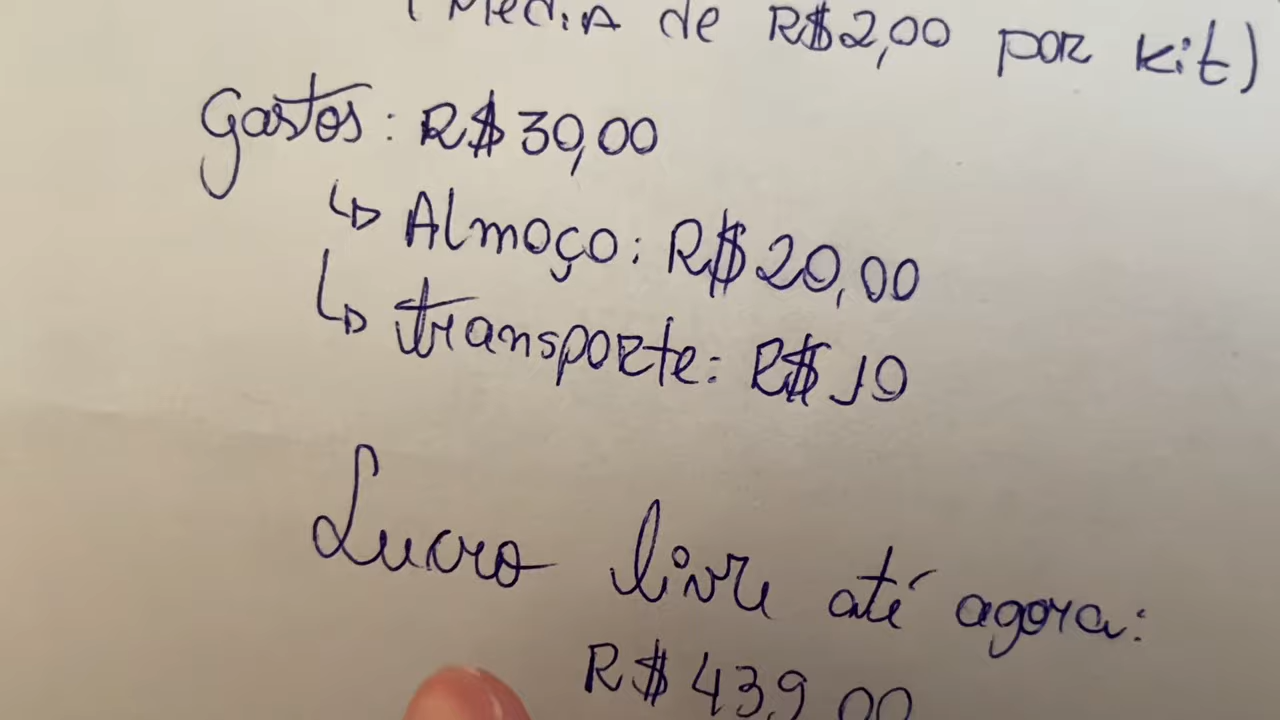 (Média de R$2,00 por kit)
Gastos: R$30,00
↳ Almoço: R$20,00
↳ transporte: R$10
Lucro livre até agora:
R$439,00